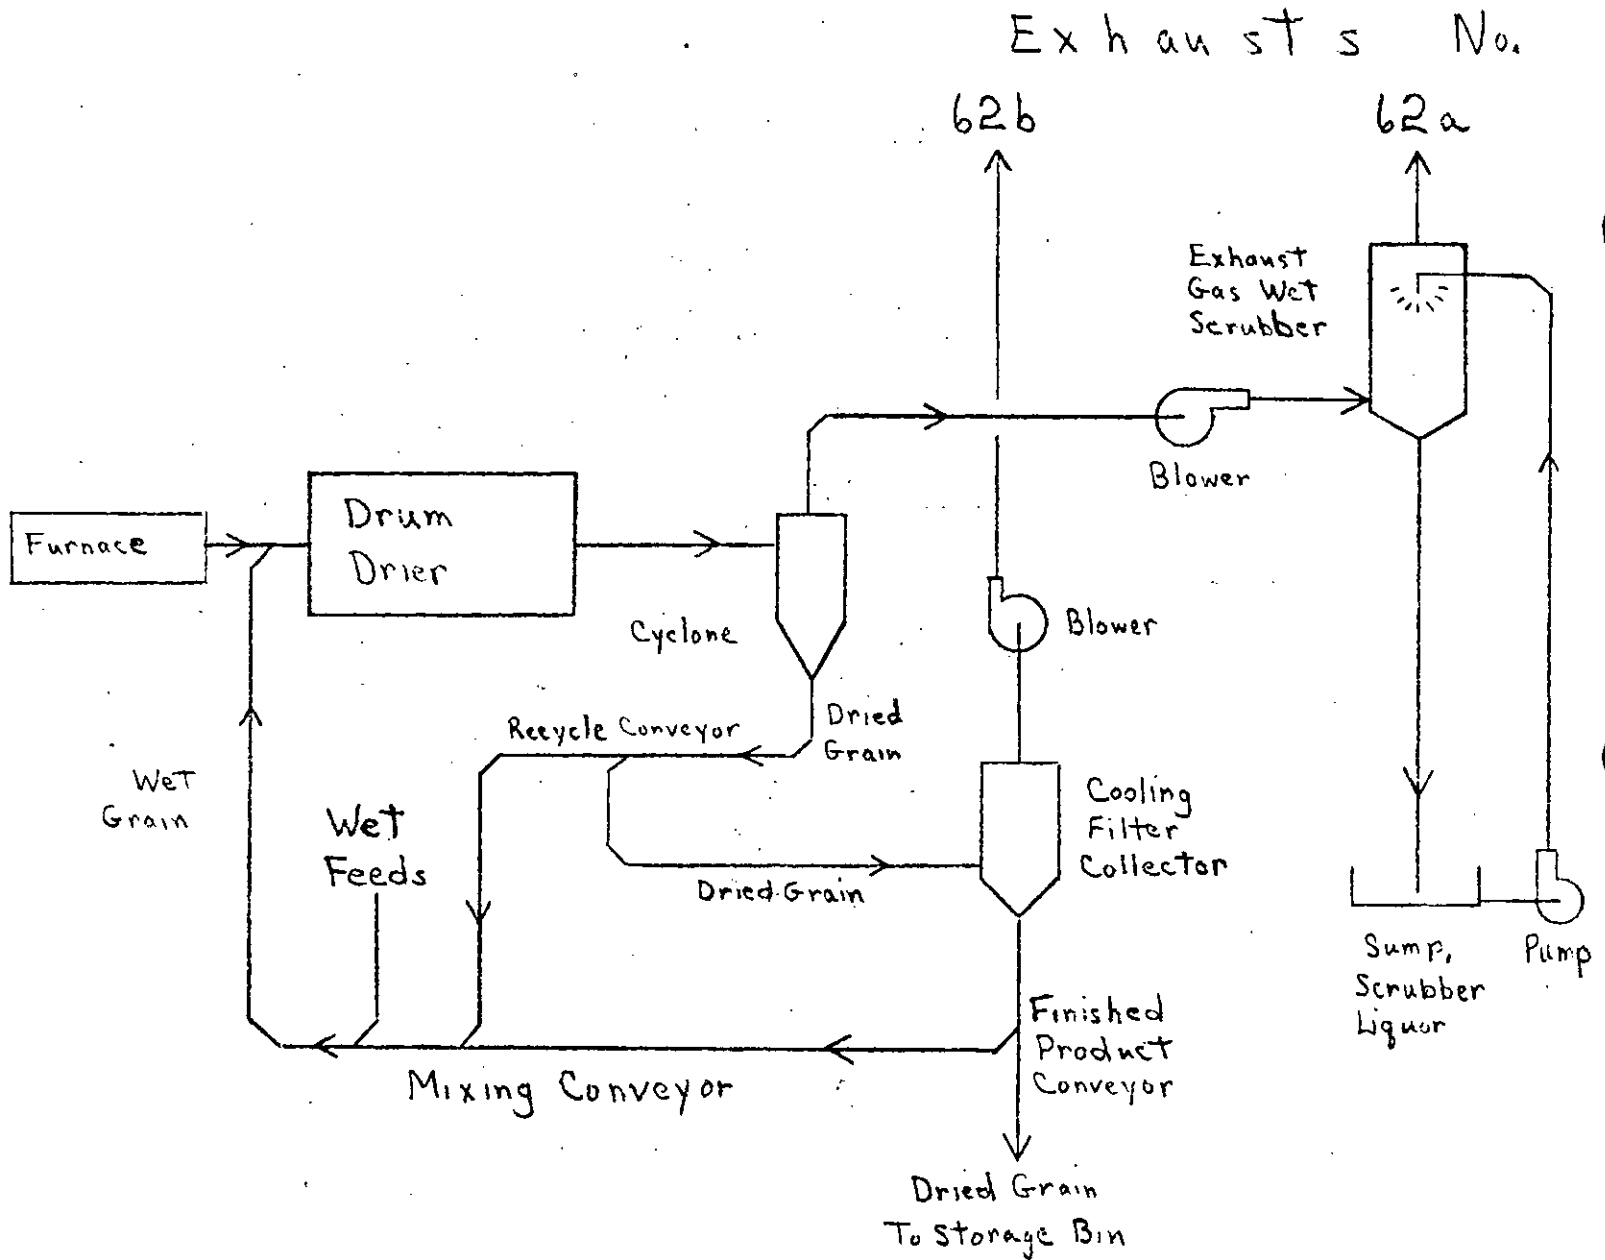 Exhausts No.
62b
62a
Exhaust
Gas Wet
Scrubber
Blower
Furnace
Drum
Drier
Cyclone
Blower
Recycle Conveyor
Dried
Grain
Wet
Grain
Wet
Feeds
Dried Grain
Cooling
Filter
Collector
Sump,
Scrubber
Liquor
Pump
Finished
Product
Conveyor
Mixing Conveyor
Dried Grain
To Storage Bin